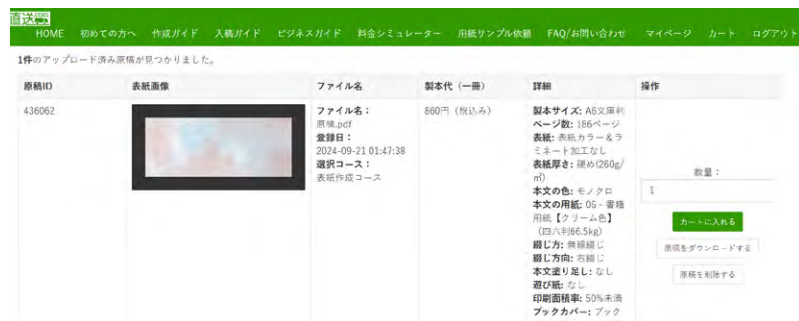 直送
HOME 初めての方へ 作成ガイド 入稿ガイド ビジネスガイド 料金シミュレーター 用紙サンプル依頼 FAQ/お問い合わせ マイページ カート ログアウト
1件のアップロード済み原稿が見つかりました。
原稿ID 表紙画像 ファイル名 製本代（一冊） 詳細 操作
436062
ファイル名：
原稿.pdf
登録日：
2024-09-21 01:47:38
選択コース：
表紙作成コース
860円（税込み）
製本サイズ: A6文庫判
ページ数: 186ページ
表紙: 表紙カラー&ラ
ミネート加工なし
表紙厚さ: 硬め(260g/
㎡)
本文の色: モノクロ
本文の用紙: 05 - 書籍
用紙【クリーム色】
(四六判66.5kg)
綴じ方: 無線綴じ
綴じ方向: 右綴じ
本文塗り足し: なし
遊び紙: なし
印刷面積率: 50%未満
ブックカバー: ブック
数量：
1
カートに入れる
原稿をダウンロードする
原稿を削除する